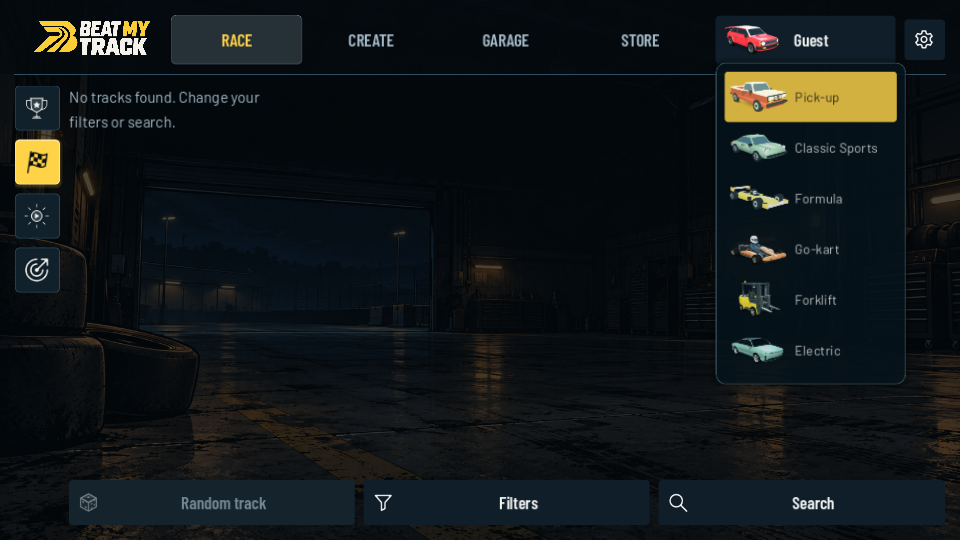 BEAT MY
TRACK
RACE
CREATE
GARAGE
STORE
Guest
No tracks found. Change your
filters or search.
Pick-up
Classic Sports
Formula
Go-kart
Forklift
Electric
Random track
Filters
Search